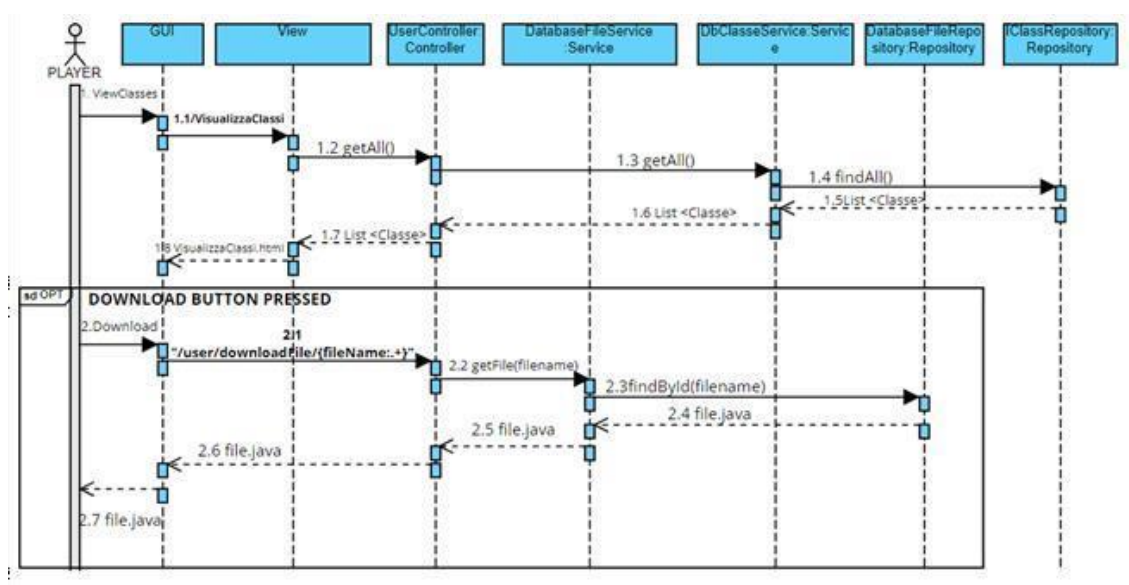 PLAYER
GUI
View
UserController:
Controller
DatabaseFileService
:Service
DbClasseService:Servic
e
DatabaseFileRepo
sitory:Repository
IClassRepository:
Repository
1. ViewClasses
1.1/VisualizzaClassi
1.2 getAll()
1.3 getAll()
1.4 findAll()
1.5List <Classe>
1.6 List <Classe>
1.7 List <Classe>
1.8 VisualizzaClassi.html
sd OPT
DOWNLOAD BUTTON PRESSED
2.Download
2.1
"/user/downloadFile/{fileName:.+}"
2.2 getFile(filename)
2.3findById(filename)
2.4 file.java
2.5 file.java
2.6 file.java
2.7 file.java